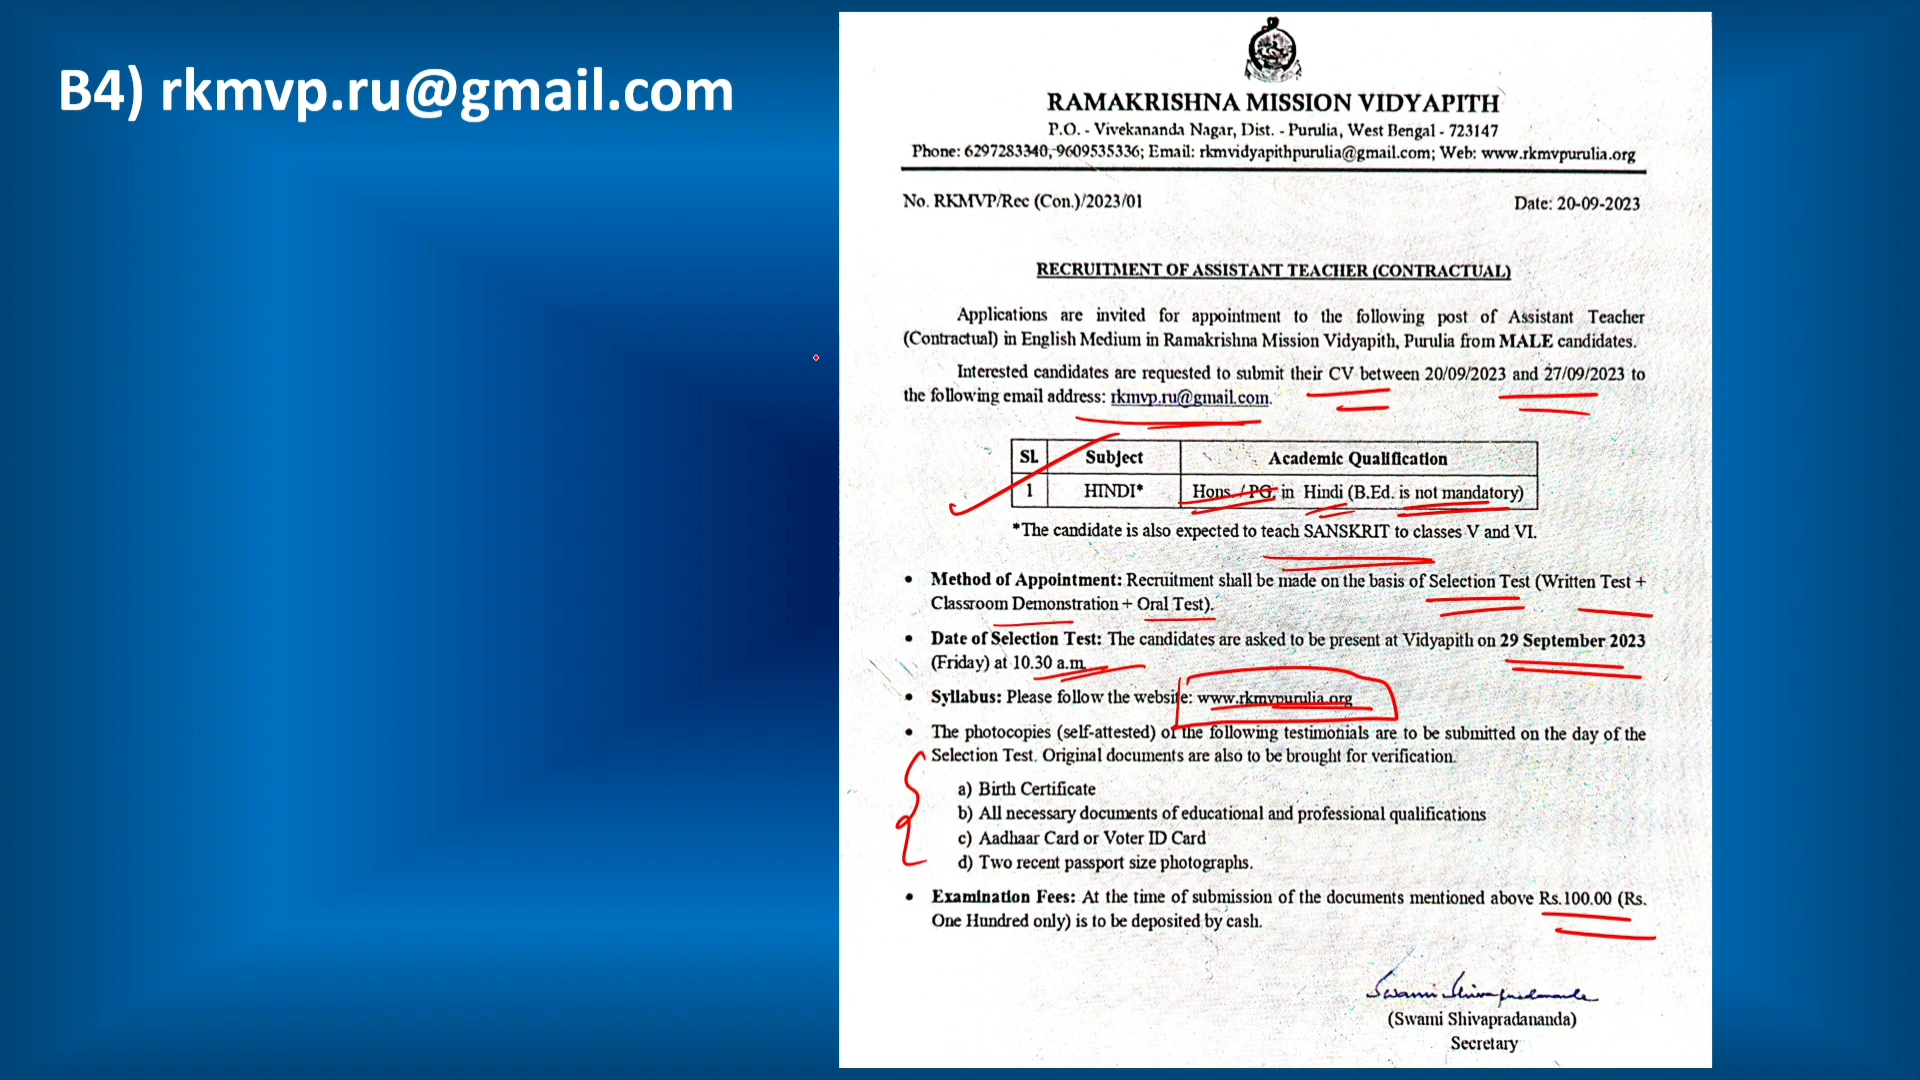 B4) rkmvp.ru@gmail.com
RAMAKRISHNA MISSION VIDYAPITH
P.O. - Vivekananda Nagar, Dist. - Purulia, West Bengal - 723147
Phone: 6297283340, 9609535336; Email: rkmvidyapithpurulia@gmail.com; Web: www.rkmvpurulia.org
No. RKMVP/Rec (Con.)/2023/01 Date: 20-09-2023
RECRUITMENT OF ASSISTANT TEACHER (CONTRACTUAL)
Applications are invited for appointment to the following post of Assistant Teacher
(Contractual) in English Medium in Ramakrishna Mission Vidyapith, Purulia from MALE candidates.
Interested candidates are requested to submit their CV between 20/09/2023 and 27/09/2023 to
the following email address: rkmvp.ru@gmail.com.
SL Subject Academic Qualification
1 HINDI* Hons. / PG. in Hindi (B.Ed. is not mandatory)
*The candidate is also expected to teach SANSKRIT to classes V and VI.
• Method of Appointment: Recruitment shall be made on the basis of Selection Test (Written Test +
Classroom Demonstration + Oral Test).
• Date of Selection Test: The candidates are asked to be present at Vidyapith on 29 September 2023
(Friday) at 10.30 a.m.
• Syllabus: Please follow the website: www.rkmvpurulia.org
• The photocopies (self-attested) of the following testimonials are to be submitted on the day of the
Selection Test. Original documents are also to be brought for verification.
a) Birth Certificate
b) All necessary documents of educational and professional qualifications
c) Aadhaar Card or Voter ID Card
d) Two recent passport size photographs.
• Examination Fees: At the time of submission of the documents mentioned above Rs.100.00 (Rs.
One Hundred only) is to be deposited by cash.
Swami Shivapradananda
(Swami Shivapradananda)
Secretary